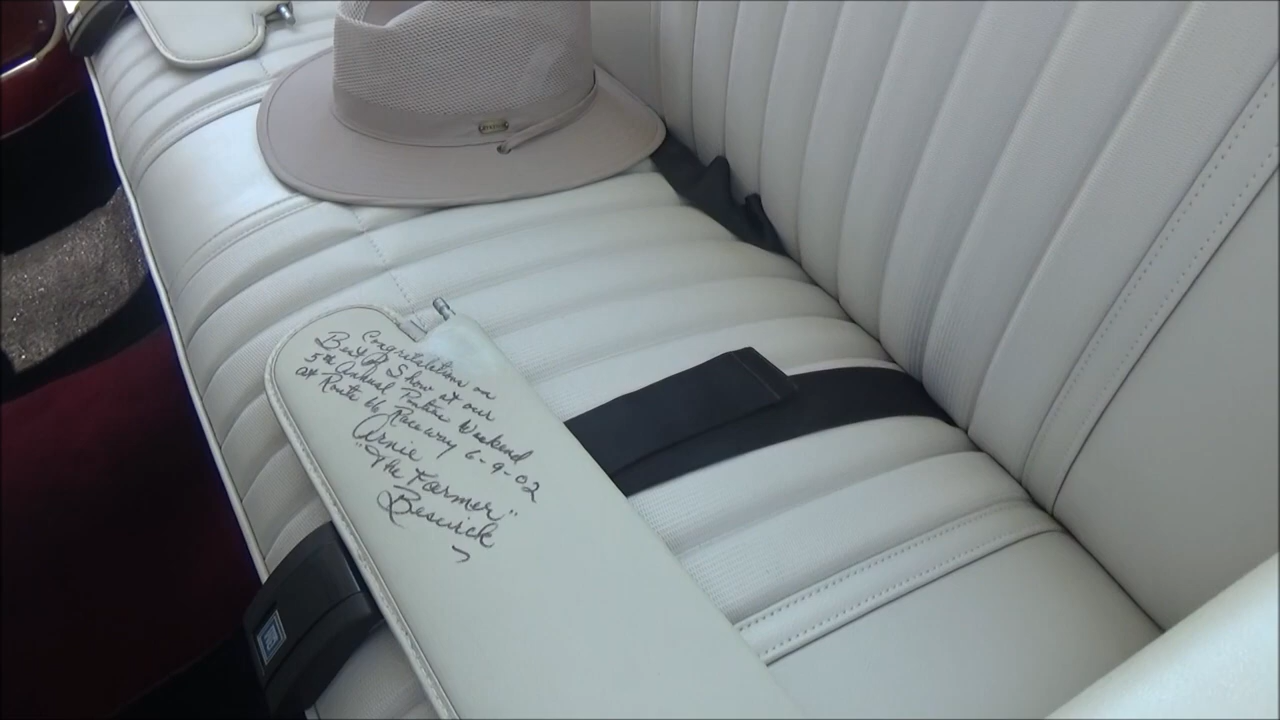 Congratulations on
Best of Show at our
5th Annual Pontiac Weekend
at Route 66 Raceway 6-9-02
Arnie
"The Farmer"
Beswick
GM